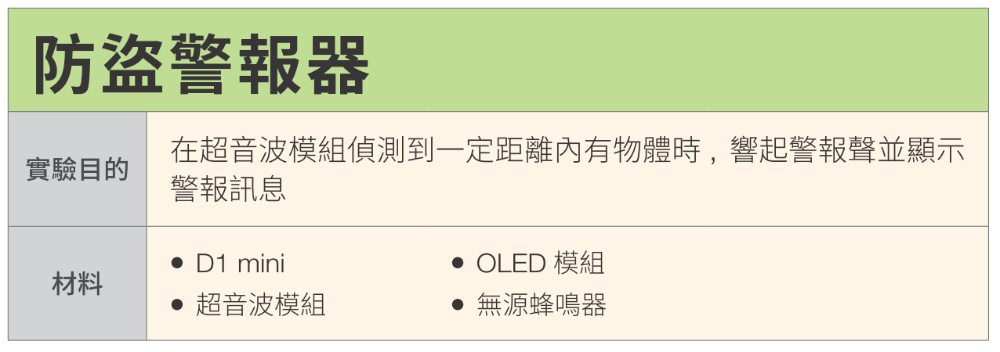 防盜警報器
實驗目的
在超音波模組偵測到一定距離內有物體時，響起警報聲並顯示
警報訊息
材料
● D1 mini
● OLED 模組
● 超音波模組
● 無源蜂鳴器